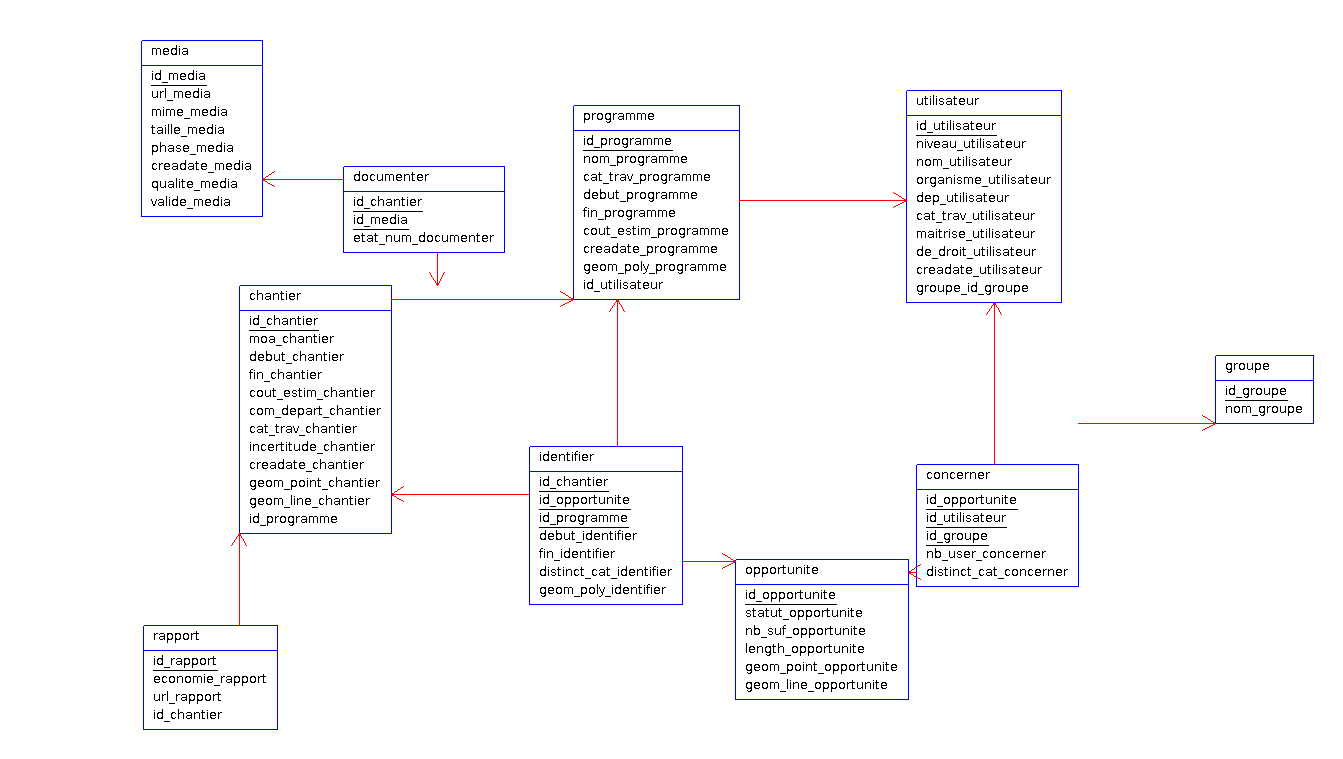 media
id_media
url_media
mime_media
taille_media
phase_media
creadate_media
qualite_media
valide_media
documenter
id_chantier
id_media
etat_num_documenter
programme
id_programme
nom_programme
cat_trav_programme
debut_programme
fin_programme
cout_estim_programme
creadate_programme
geom_poly_programme
id_utilisateur
utilisateur
id_utilisateur
niveau_utilisateur
nom_utilisateur
organisme_utilisateur
dep_utilisateur
cat_trav_utilisateur
maitrise_utilisateur
de_droit_utilisateur
creadate_utilisateur
groupe_id_groupe
chantier
id_chantier
moa_chantier
debut_chantier
fin_chantier
cout_estim_chantier
com_depart_chantier
cat_trav_chantier
incertitude_chantier
creadate_chantier
geom_point_chantier
geom_line_chantier
id_programme
groupe
id_groupe
nom_groupe
identifier
id_chantier
id_opportunite
id_programme
debut_identifier
fin_identifier
distinct_cat_identifier
geom_poly_identifier
concerner
id_opportunite
id_utilisateur
id_groupe
nb_user_concerner
distinct_cat_concerner
opportunite
id_opportunite
statut_opportunite
nb_suf_opportunite
length_opportunite
geom_point_opportunite
geom_line_opportunite
rapport
id_rapport
economie_rapport
url_rapport
id_chantier